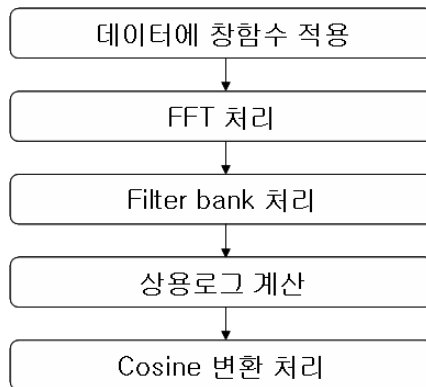 데이터에 창함수 적용
FFT 처리
Filter bank 처리
상용로그 계산
Cosine 변환 처리